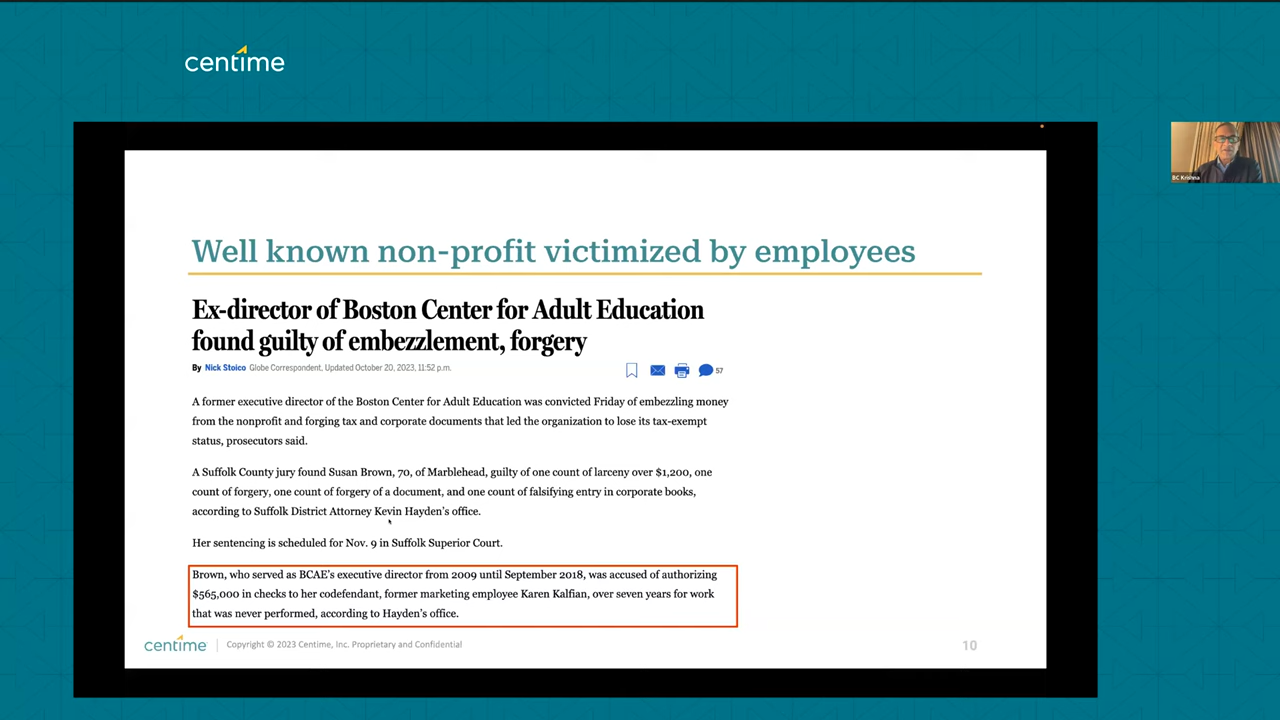 centime
BC Krishna
Well known non-profit victimized by employees
Ex-director of Boston Center for Adult Education
found guilty of embezzlement, forgery
By Nick Stoico Globe Correspondent, Updated October 20, 2023, 11:52 p.m.
57
A former executive director of the Boston Center for Adult Education was convicted Friday of embezzling money
from the nonprofit and forging tax and corporate documents that led the organization to lose its tax-exempt
status, prosecutors said.
A Suffolk County jury found Susan Brown, 70, of Marblehead, guilty of one count of larceny over $1,200, one
count of forgery, one count of forgery of a document, and one count of falsifying entry in corporate books,
according to Suffolk District Attorney Kevin Hayden's office.
Her sentencing is scheduled for Nov. 9 in Suffolk Superior Court.
Brown, who served as BCAE's executive director from 2009 until September 2018, was accused of authorizing
$565,000 in checks to her codefendant, former marketing employee Karen Kalfian, over seven years for work
that was never performed, according to Hayden's office.
centime | Copyright © 2023 Centime, Inc. Proprietary and Confidential
10